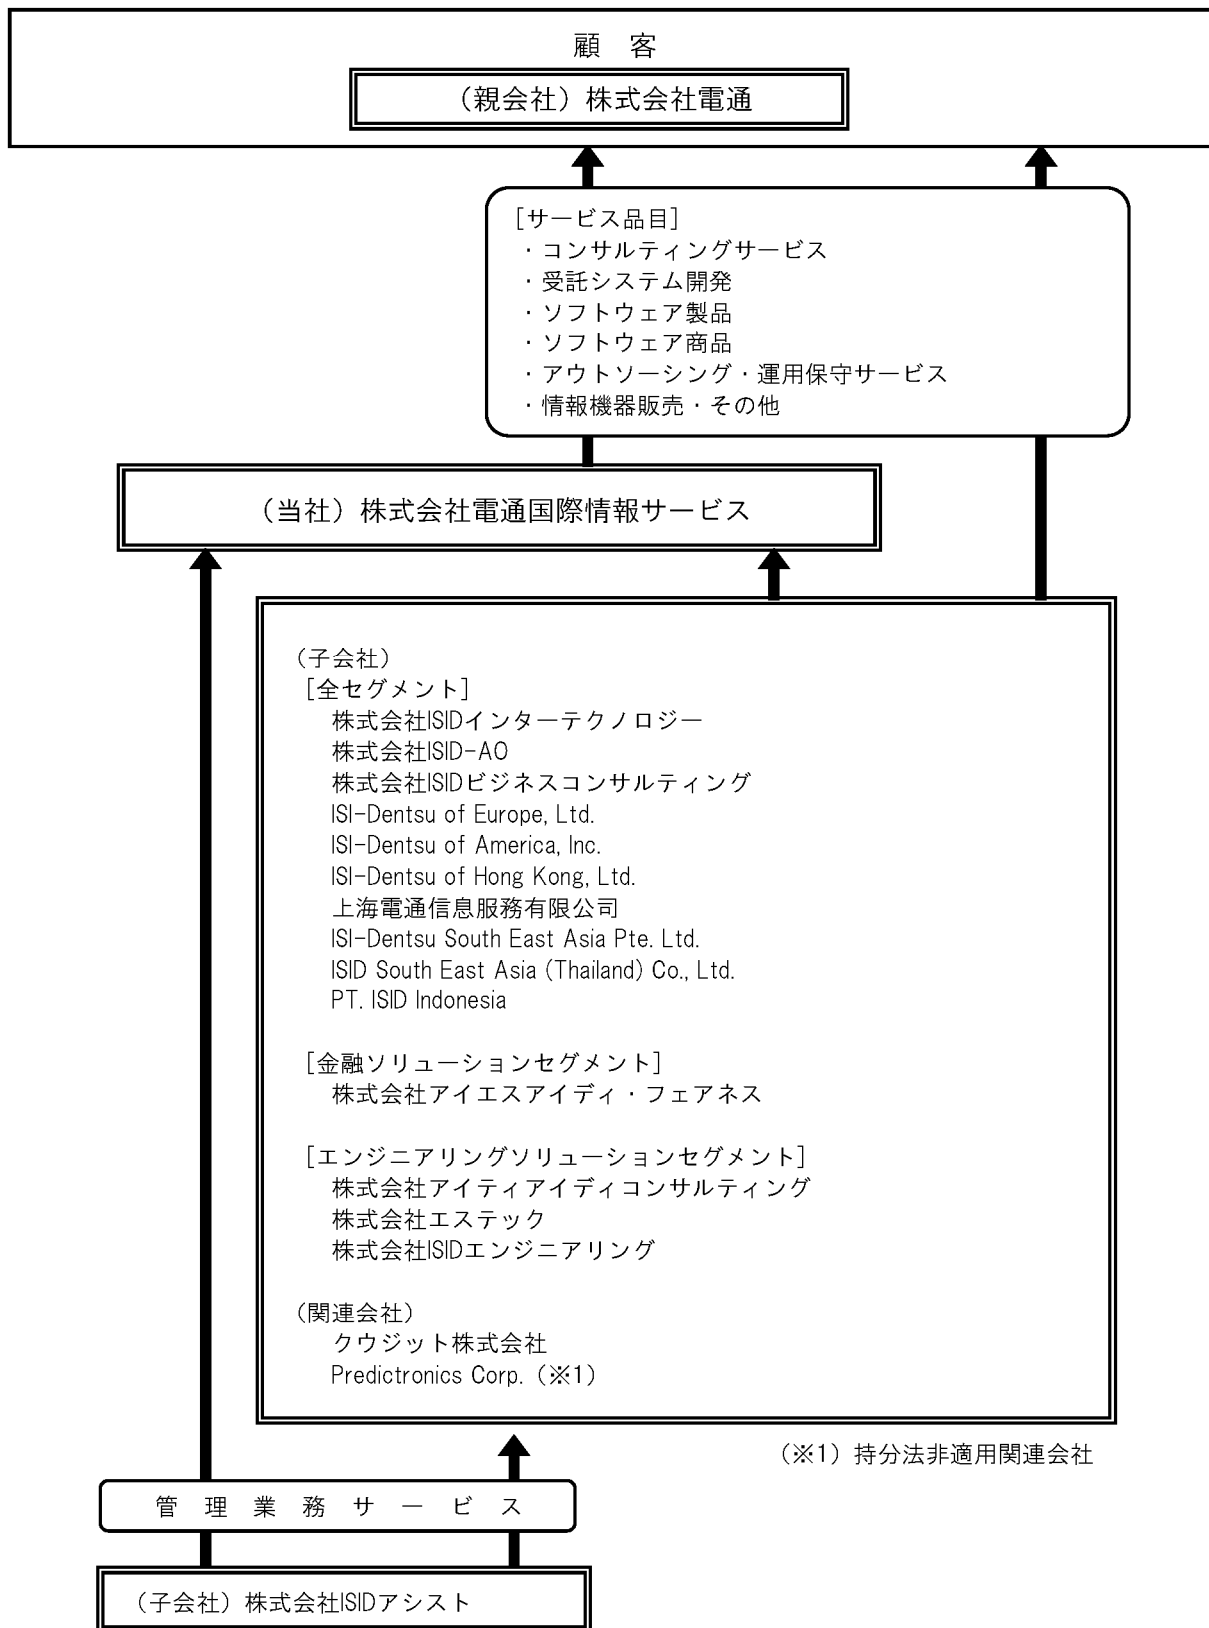 顧　客
（親会社）株式会社電通
[サービス品目]
・コンサルティングサービス
・受託システム開発
・ソフトウェア製品
・ソフトウェア商品
・アウトソーシング・運用保守サービス
・情報機器販売・その他
（当社）株式会社電通国際情報サービス
（子会社）
[全セグメント]
株式会社ISIDインターテクノロジー
株式会社ISID-AO
株式会社ISIDビジネスコンサルティング
ISI-Dentsu of Europe, Ltd.
ISI-Dentsu of America, Inc.
ISI-Dentsu of Hong Kong, Ltd.
上海電通信息服務有限公司
ISI-Dentsu South East Asia Pte. Ltd.
ISID South East Asia (Thailand) Co., Ltd.
PT. ISID Indonesia
[金融ソリューションセグメント]
株式会社アイエスアイディ・フェアネス
[エンジニアリングソリューションセグメント]
株式会社アイティアイディコンサルティング
株式会社エステック
株式会社ISIDエンジニアリング
（関連会社）
クウジット株式会社
Predictronics Corp.（※1）
（※1）持分法非適用関連会社
管　理　業　務　サ　ー　ビ　ス
（子会社）株式会社ISIDアシスト